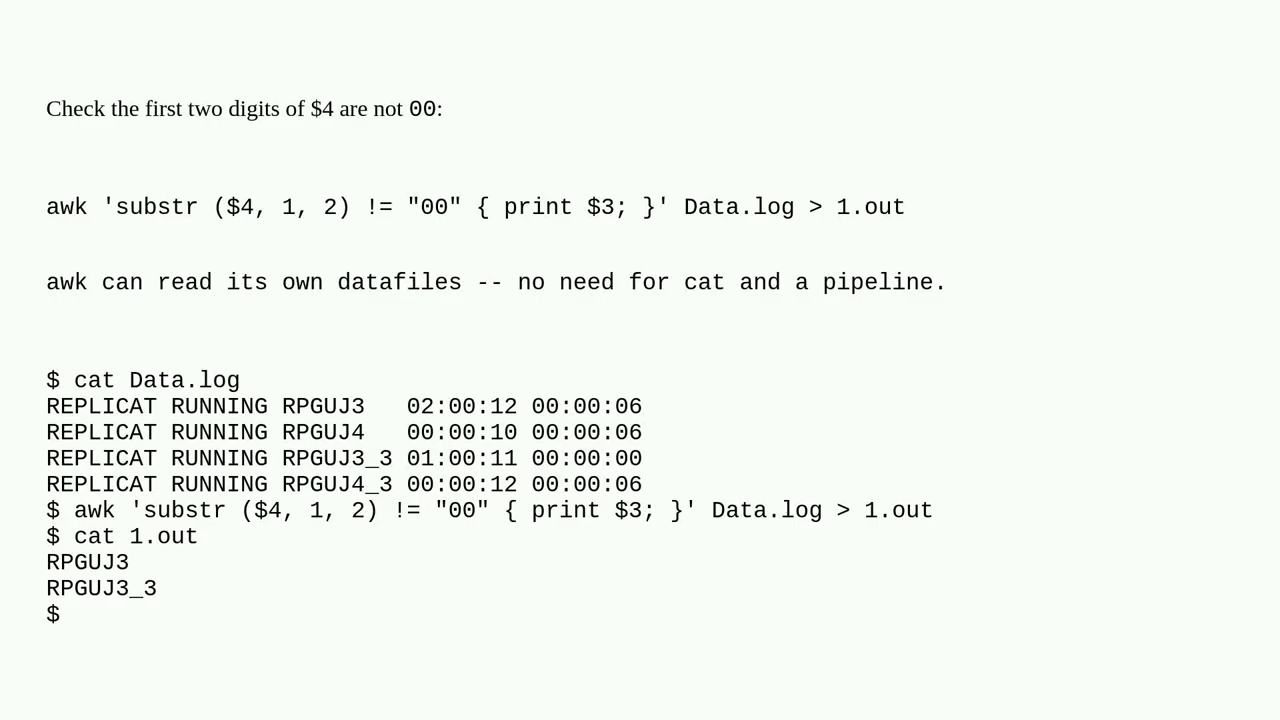 Check the first two digits of $4 are not 00:
awk 'substr ($4, 1, 2) != "00" { print $3; }' Data.log > 1.out
awk can read its own datafiles -- no need for cat and a pipeline.
$ cat Data.log
REPLICAT RUNNING RPGUJ3   02:00:12 00:00:06
REPLICAT RUNNING RPGUJ4   00:00:10 00:00:06
REPLICAT RUNNING RPGUJ3_3 01:00:11 00:00:00
REPLICAT RUNNING RPGUJ4_3 00:00:12 00:00:06
$ awk 'substr ($4, 1, 2) != "00" { print $3; }' Data.log > 1.out
$ cat 1.out
RPGUJ3
RPGUJ3_3
$